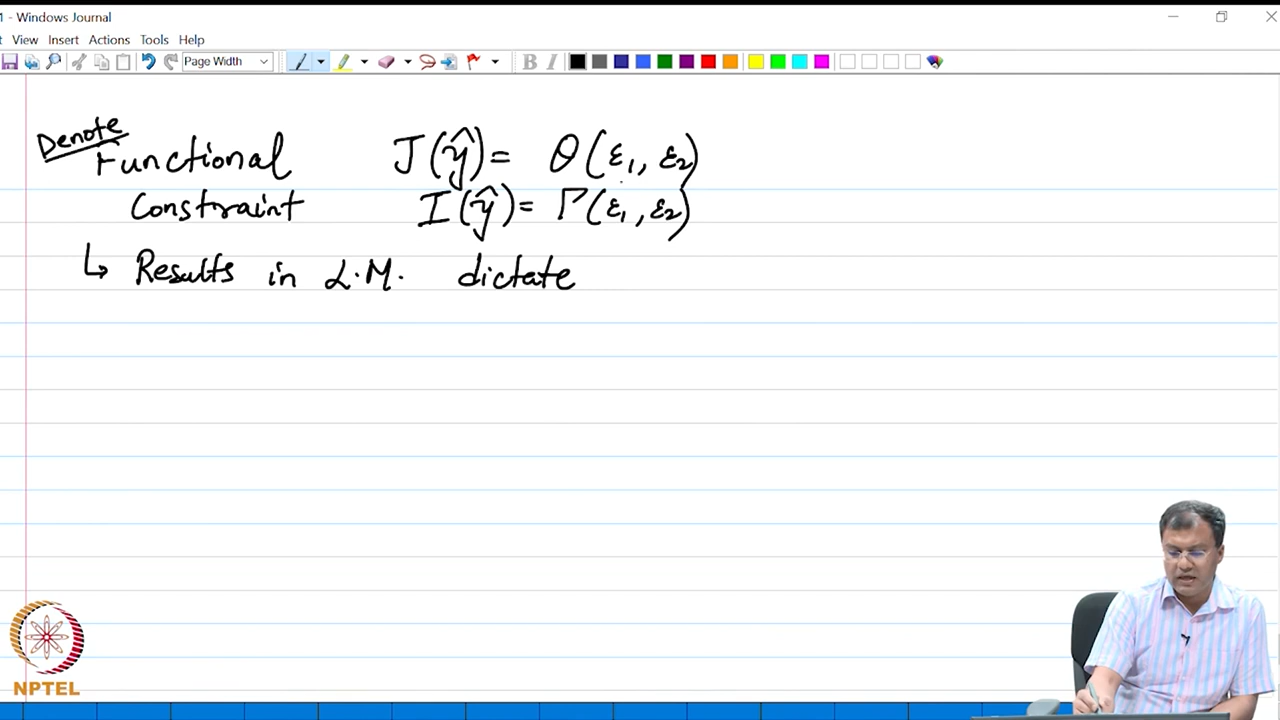 1 - Windows Journal
t View Insert Actions Tools Help
Page Width
B I
Denote
Functional J(ŷ) = Θ(ε₁, ε₂)
Constraint I(ŷ) = Γ(ε₁, ε₂)
↳ Results in L.M. dictate
NPTEL